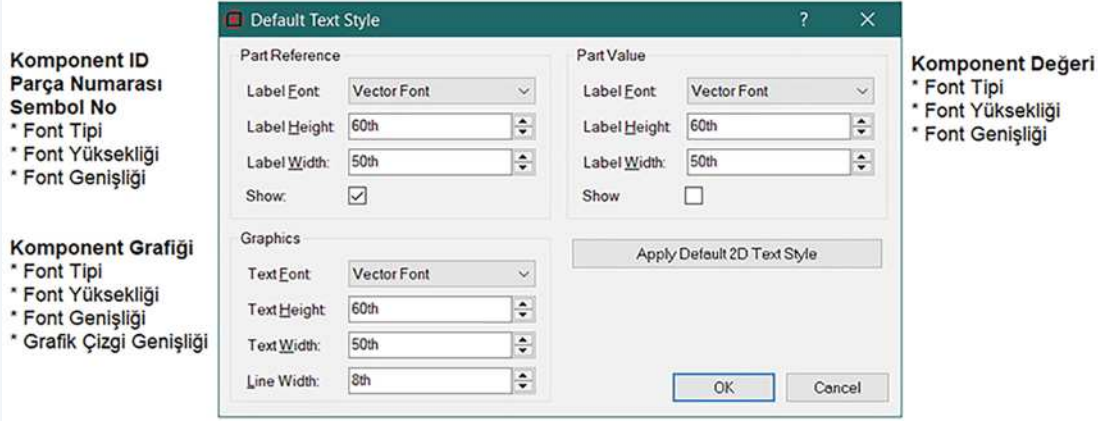 Default Text Style
?
Komponent ID
Parça Numarası
Sembol No
* Font Tipi
* Font Yüksekliği
* Font Genişliği
Part Reference
Label Font
Vector Font
Label Height
60th
Label Width:
50th
Show:
Part Value
Label Font
Vector Font
Label Height
60th
Label Width:
50th
Show
Komponent Değeri
* Font Tipi
* Font Yüksekliği
* Font Genişliği
Komponent Grafiği
* Font Tipi
* Font Yüksekliği
* Font Genişliği
* Grafik Çizgi Genişliği
Graphics
Text Font
Vector Font
Text Height
60th
Text Width:
50th
Line Width:
8th
Apply Default 2D Text Style
OK
Cancel